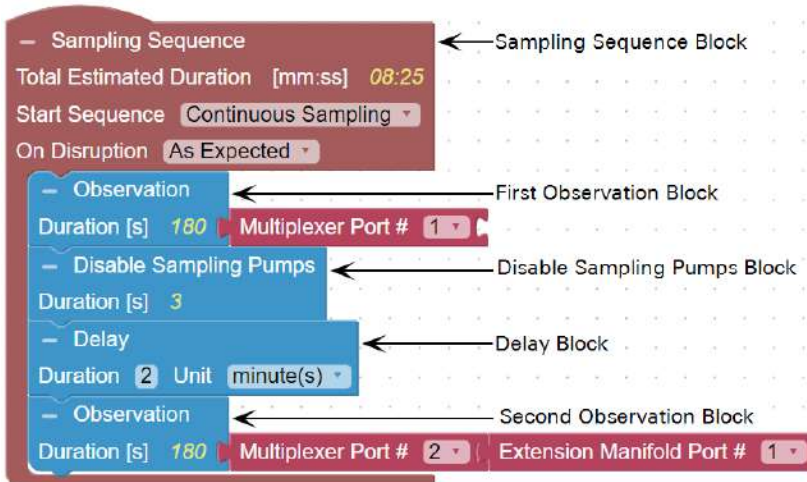 − Sampling Sequence Sampling Sequence Block
Total Estimated Duration [mm:ss] 08:25
Start Sequence Continuous Sampling
On Disruption As Expected
− Observation First Observation Block
Duration [s] 180 Multiplexer Port # 1
− Disable Sampling Pumps Disable Sampling Pumps Block
Duration [s] 3
− Delay Delay Block
Duration 2 Unit minute(s)
− Observation Second Observation Block
Duration [s] 180 Multiplexer Port # 2 Extension Manifold Port # 1